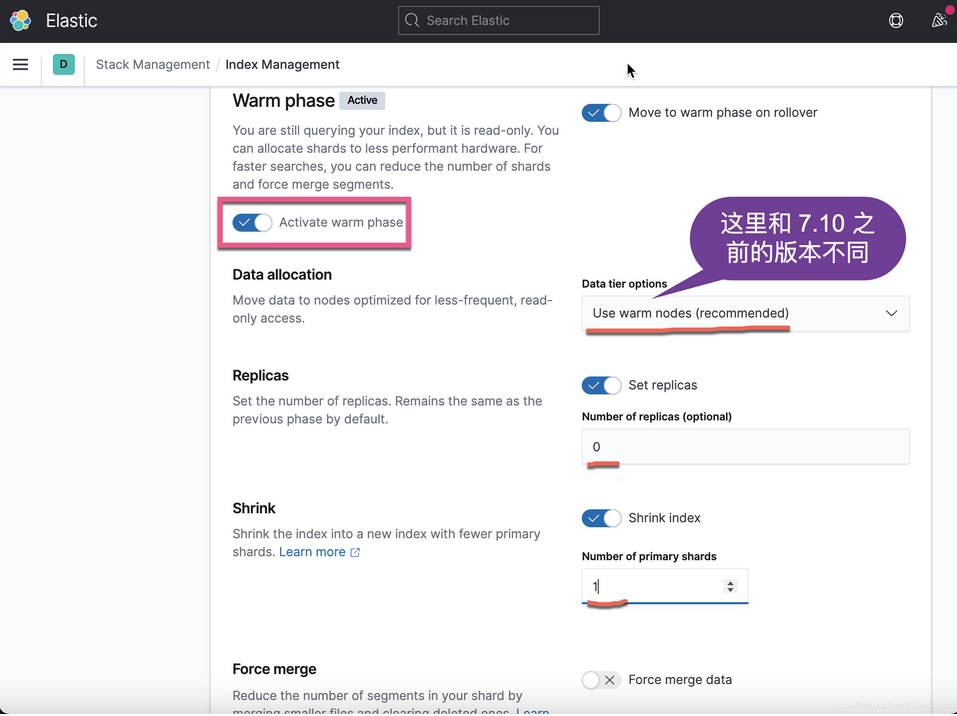 Elastic
Search Elastic
D
Stack Management / Index Management
Warm phase
Active
You are still querying your index, but it is read-only. You
can allocate shards to less performant hardware. For
faster searches, you can reduce the number of shards
and force merge segments.
Activate warm phase
Move to warm phase on rollover
这里和 7.10 之
前的版本不同
Data allocation
Move data to nodes optimized for less-frequent, read-
only access.
Data tier options
Use warm nodes (recommended)
Replicas
Set the number of replicas. Remains the same as the
previous phase by default.
Set replicas
Number of replicas (optional)
0
Shrink
Shrink the index into a new index with fewer primary
shards. Learn more
Shrink index
Number of primary shards
1
Force merge
Reduce the number of segments in your shard by
merging smaller files and clearing deleted ones. Learn
Force merge data